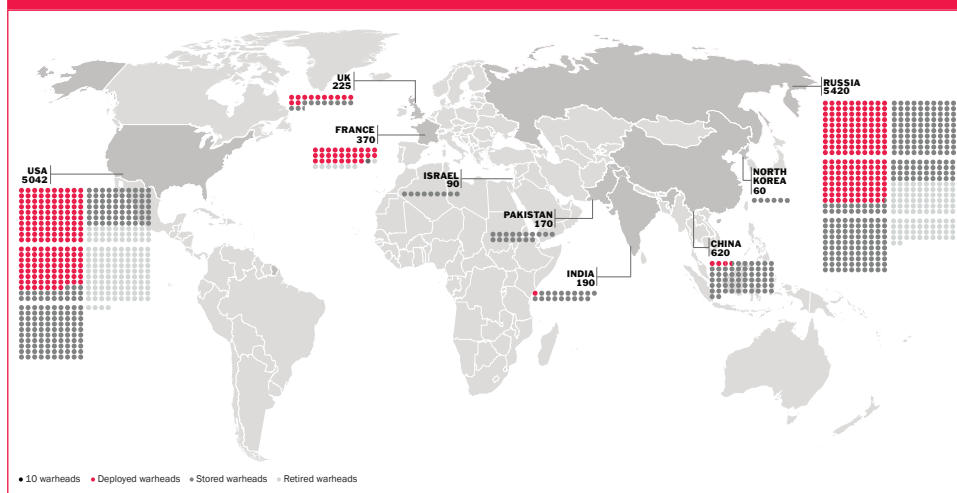 UK
225
FRANCE
370
USA
5042
ISRAEL
90
PAKISTAN
170
INDIA
190
RUSSIA
5420
NORTH
KOREA
60
CHINA
620
10 warheads Deployed warheads Stored warheads Retired warheads